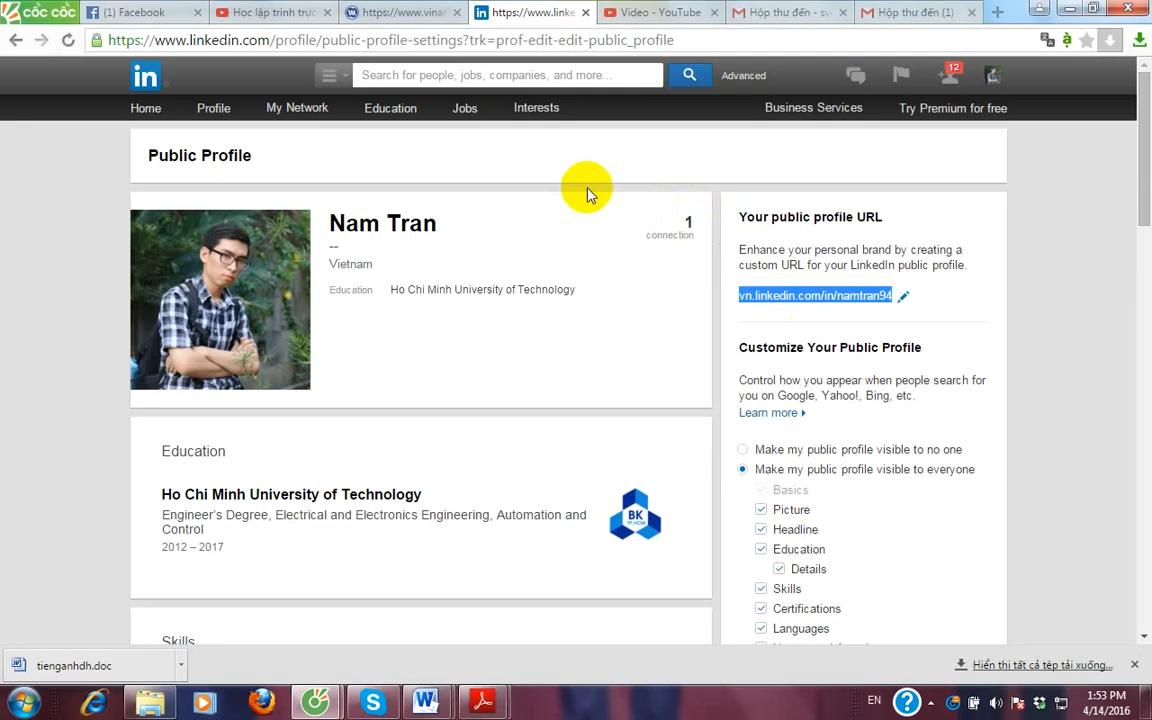 cốc cốc
(1) Facebook
Học lập trình trực
https://www.vinar
https://www.linke
Video - YouTube
Hộp thư đến - sv
Hộp thư đến (1)
https://www.linkedin.com/profile/public-profile-settings?trk=prof-edit-edit-public_profile
in
Search for people, jobs, companies, and more...
Advanced
12
Home
Profile
My Network
Education
Jobs
Interests
Business Services
Try Premium for free
Public Profile
Nam Tran
--
Vietnam
Education
Ho Chi Minh University of Technology
1
connection
Your public profile URL
Enhance your personal brand by creating a
custom URL for your LinkedIn public profile.
vn.linkedin.com/in/namtran94
Customize Your Public Profile
Control how you appear when people search for
you on Google, Yahoo!, Bing, etc.
Learn more
Make my public profile visible to no one
Make my public profile visible to everyone
Basics
Picture
Headline
Education
Details
Skills
Certifications
Languages
Education
Ho Chi Minh University of Technology
Engineer's Degree, Electrical and Electronics Engineering, Automation and
Control
2012 – 2017
BK
TP.HCM
Skills
tienganhdh.doc
Hiển thị tất cả tệp tải xuống...
EN
1:53 PM
4/14/2016